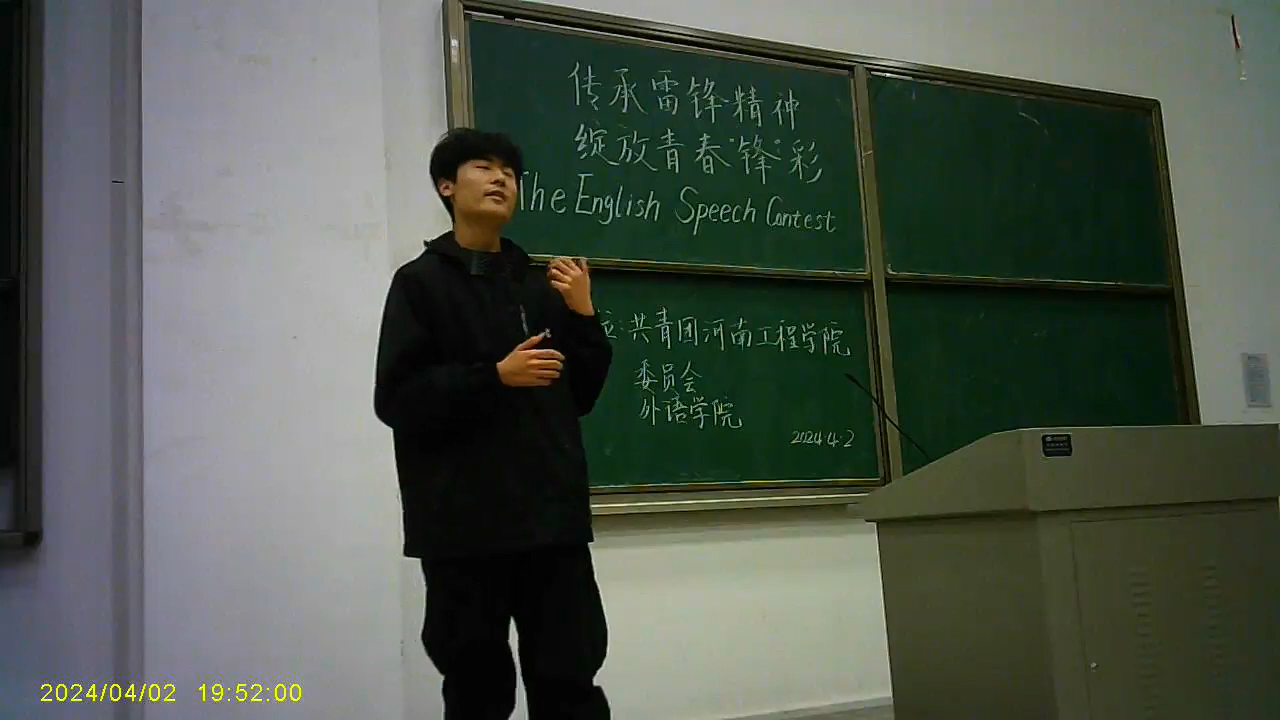 传承雷锋精神
绽放青春"锋"彩
The English Speech Contest
位:共青团河南工程学院
委员会
外语学院
2024.4.2
2024/04/02 19:52:00